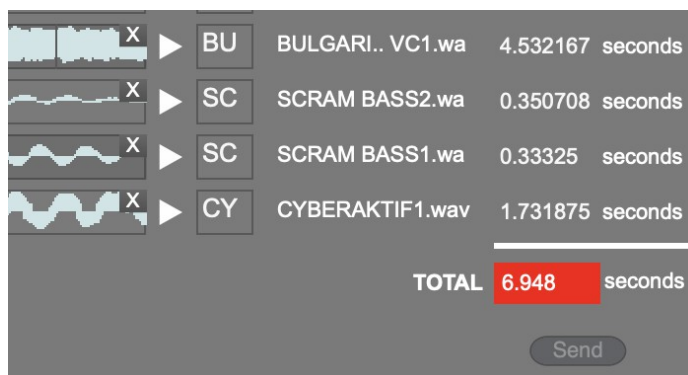 X BU BULGARI.. VC1.wa 4.532167 seconds
X SC SCRAM BASS2.wa 0.350708 seconds
X SC SCRAM BASS1.wa 0.33325 seconds
X CY CYBERAKTIF1.wav 1.731875 seconds
TOTAL 6.948 seconds
Send